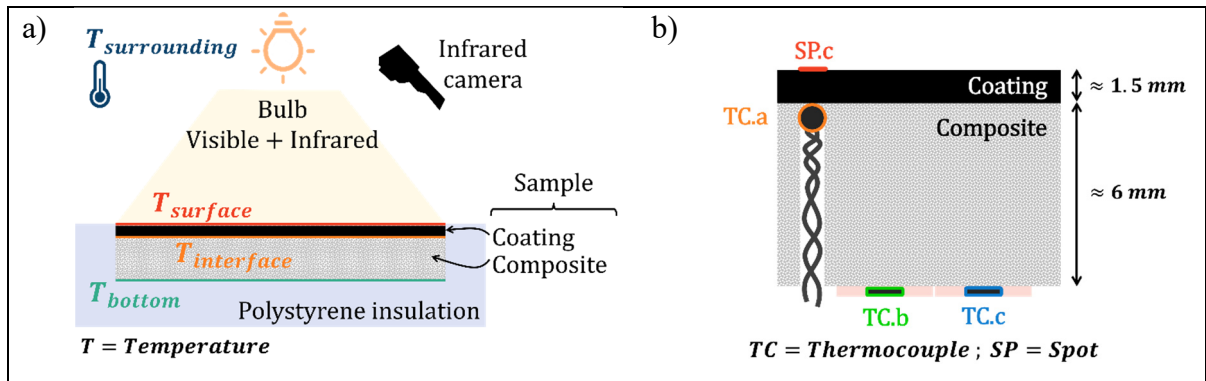 a)
T_surrounding
Infrared
camera
Bulb
Visible + Infrared
Sample
T_surface
Coating
T_interface
Composite
T_bottom
Polystyrene insulation
T = Temperature
b)
SP.c
Coating
≈ 1.5 mm
TC.a
Composite
≈ 6 mm
TC.b
TC.c
TC = Thermocouple ; SP = Spot